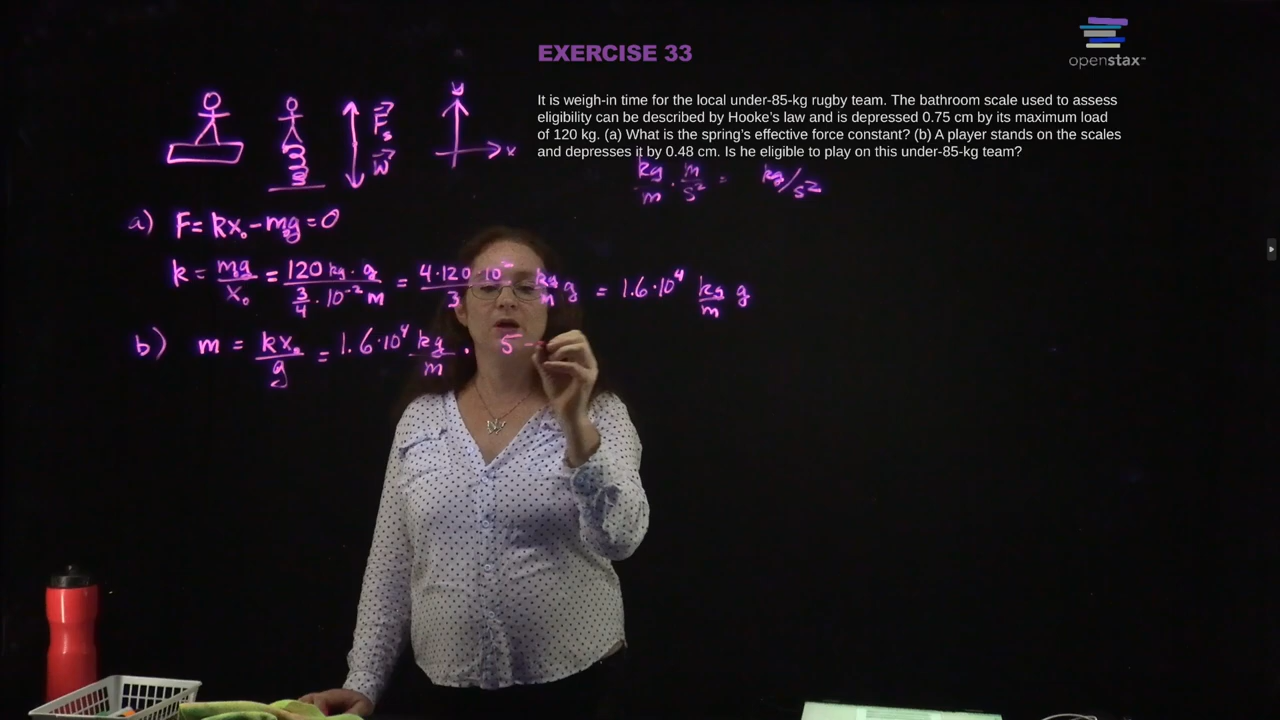 EXERCISE 33
openstax™
It is weigh-in time for the local under-85-kg rugby team. The bathroom scale used to assess
eligibility can be described by Hooke's law and is depressed 0.75 cm by its maximum load
of 120 kg. (a) What is the spring's effective force constant? (b) A player stands on the scales
and depresses it by 0.48 cm. Is he eligible to play on this under-85-kg team?
F⃗s
W⃗
y
x
kg/m · m/s² = kg/s²
a) F = kx₀ - mg = 0
k = mg/x₀ = 120 kg · g / (3/4 · 10⁻² m) = 4·120·10 / 3 kg/m g = 1.6·10⁴ kg/m g
b) m = kx₀/g = 1.6·10⁴ kg/m · 5